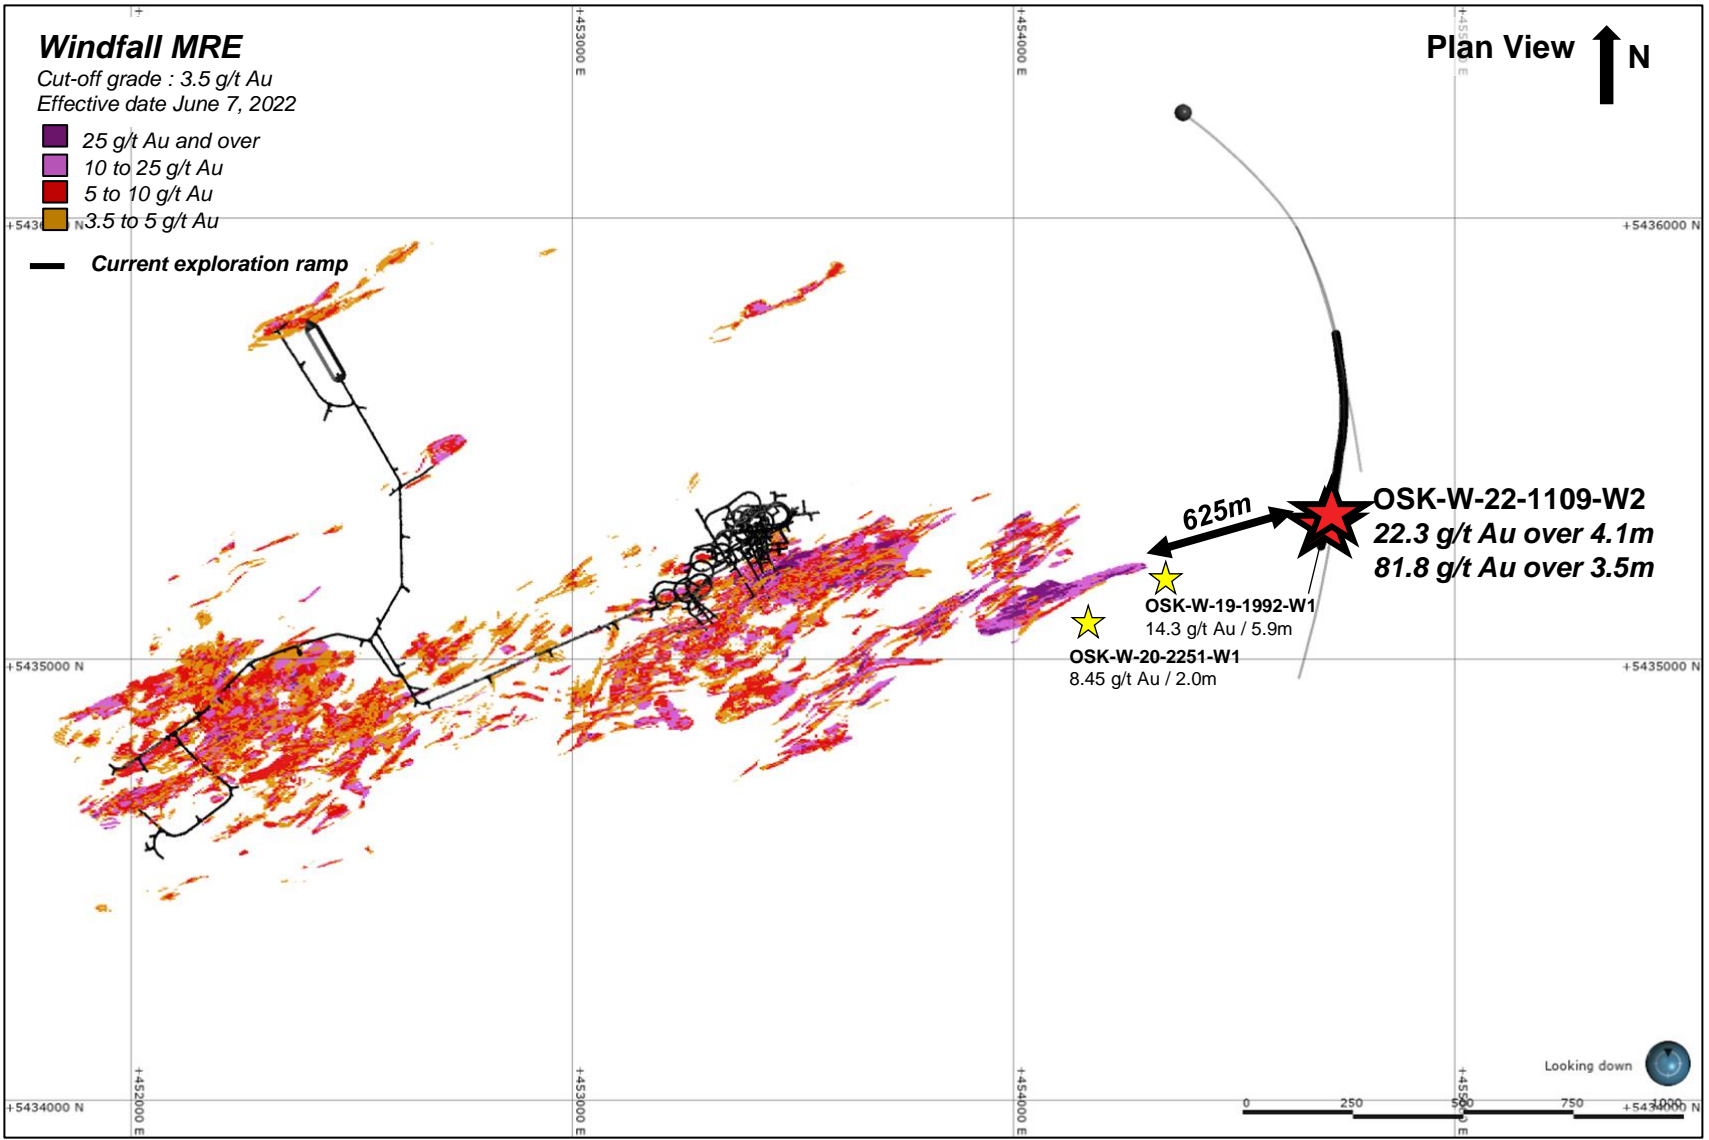 Windfall MRE
Cut-off grade : 3.5 g/t Au
Effective date June 7, 2022
25 g/t Au and over
10 to 25 g/t Au
5 to 10 g/t Au
3.5 to 5 g/t Au
Current exploration ramp
Plan View
N
+453000 E
+454000 E
+5436000 N
625m
OSK-W-22-1109-W2
22.3 g/t Au over 4.1m
81.8 g/t Au over 3.5m
OSK-W-19-1992-W1
14.3 g/t Au / 5.9m
OSK-W-20-2251-W1
8.45 g/t Au / 2.0m
+5435000 N
+5435000 N
Looking down
+5434000 N
+452000 E
+453000 E
+454000 E
0 250 500 750 1000
+5434000 N